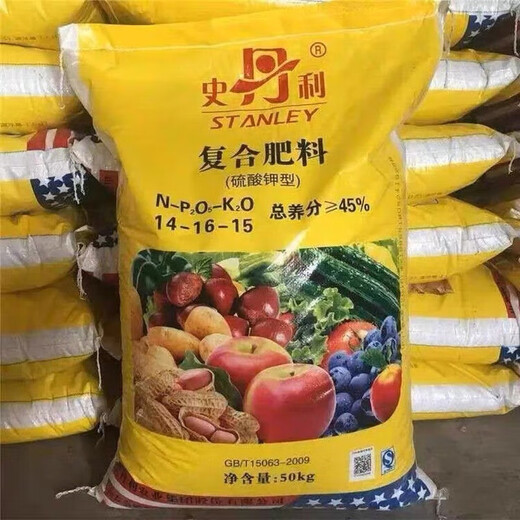 史丹利®
STANLEY
复合肥料
(硫酸钾型)
N-P₂O₅-K₂O
14-16-15
总养分≥45%
GB/T15063-2009
净含量:50kg